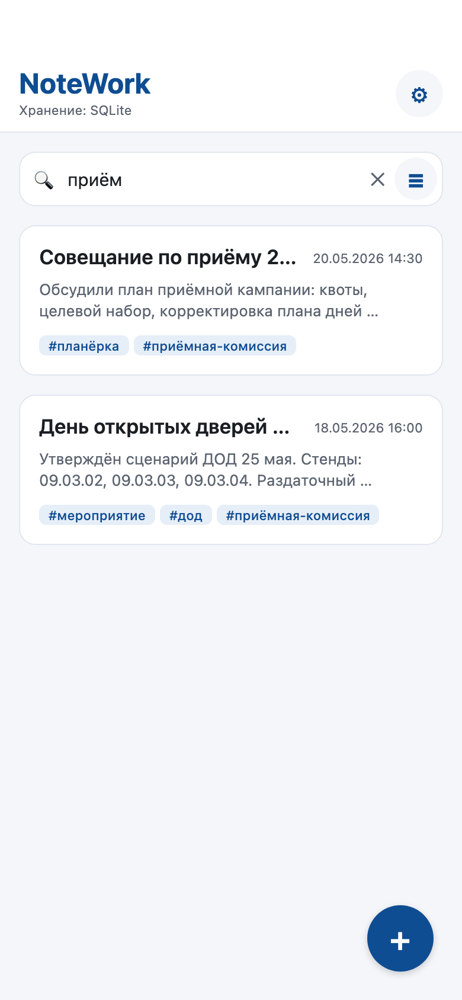 NoteWork
Хранение: SQLite
приём
Совещание по приёму 2... 20.05.2026 14:30
Обсудили план приёмной кампании: квоты,
целевой набор, корректировка плана дней ...
#планёрка #приёмная-комиссия
День открытых дверей ... 18.05.2026 16:00
Утверждён сценарий ДОД 25 мая. Стенды:
09.03.02, 09.03.03, 09.03.04. Раздаточный ...
#мероприятие #дод #приёмная-комиссия